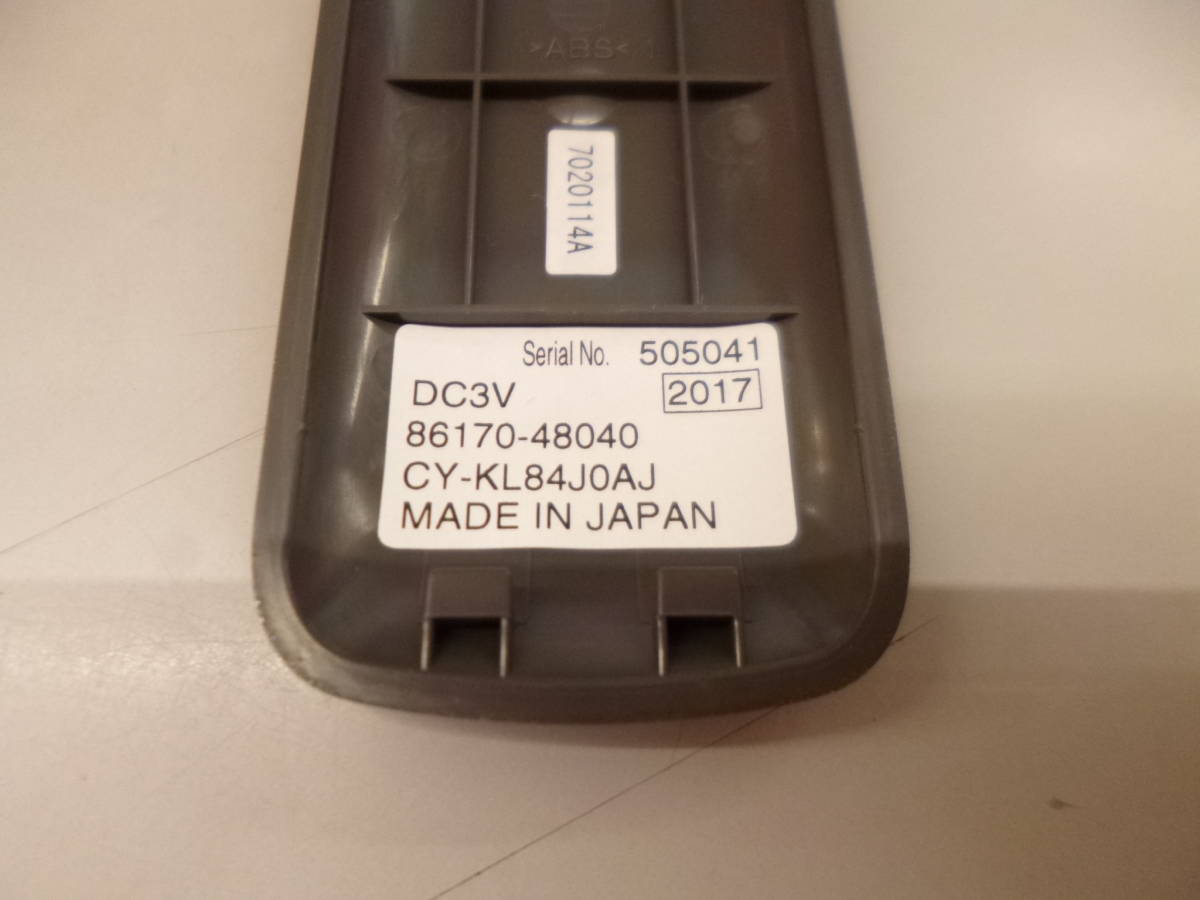 >ABS<
7020114A
Serial No. 505041
DC3V 2017
86170-48040
CY-KL84J0AJ
MADE IN JAPAN